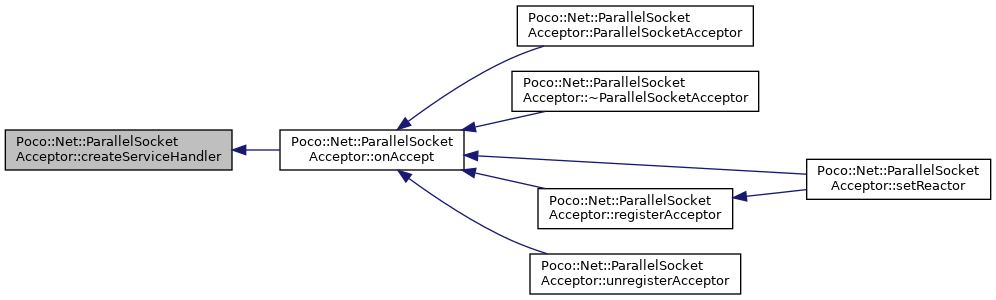 Poco::Net::ParallelSocket
Acceptor::ParallelSocketAcceptor
Poco::Net::ParallelSocket
Acceptor::~ParallelSocketAcceptor
Poco::Net::ParallelSocket
Acceptor::createServiceHandler
Poco::Net::ParallelSocket
Acceptor::onAccept
Poco::Net::ParallelSocket
Acceptor::setReactor
Poco::Net::ParallelSocket
Acceptor::registerAcceptor
Poco::Net::ParallelSocket
Acceptor::unregisterAcceptor